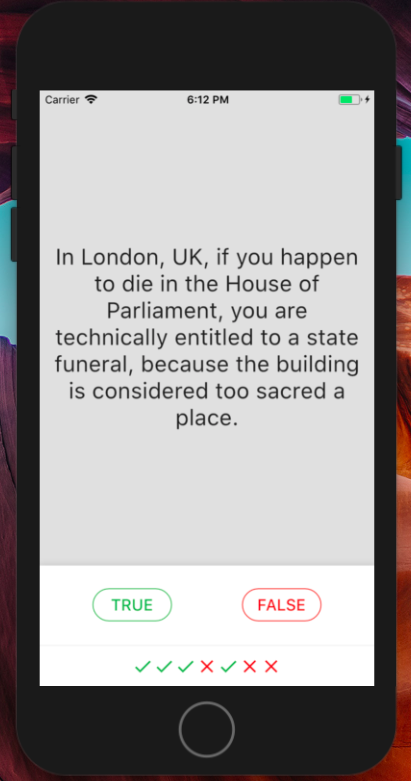 Carrier
6:12 PM
In London, UK, if you happen
to die in the House of
Parliament, you are
technically entitled to a state
funeral, because the building
is considered too sacred a
place.
TRUE
FALSE